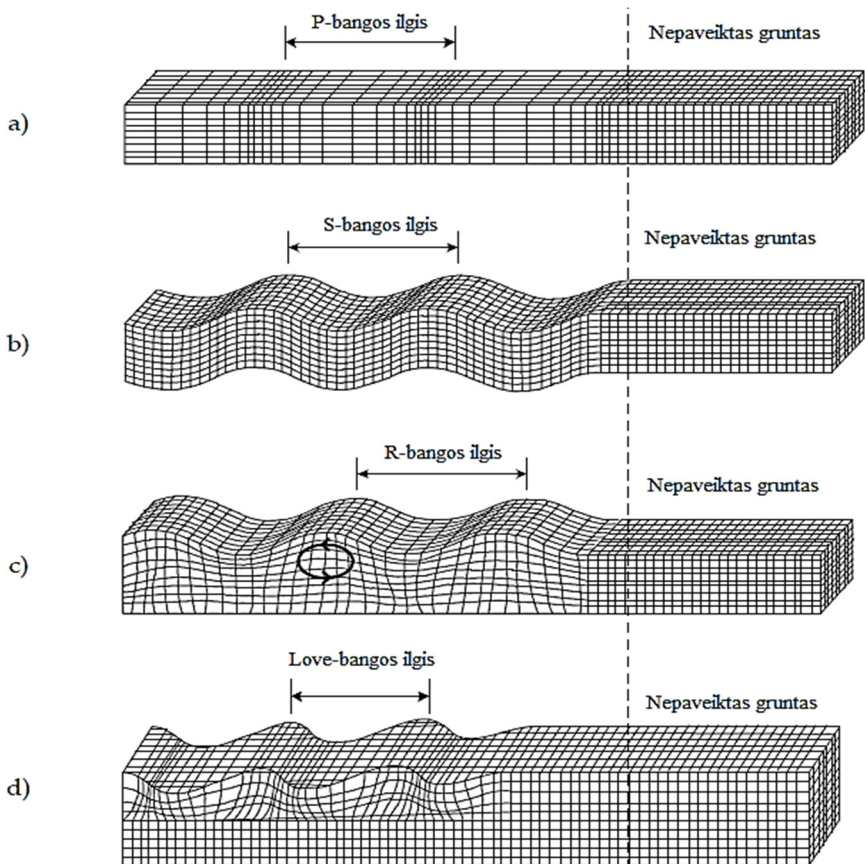 P-bangos ilgis
Nepaveiktas gruntas
a)
S-bangos ilgis
Nepaveiktas gruntas
b)
R-bangos ilgis
Nepaveiktas gruntas
c)
Love-bangos ilgis
Nepaveiktas gruntas
d)